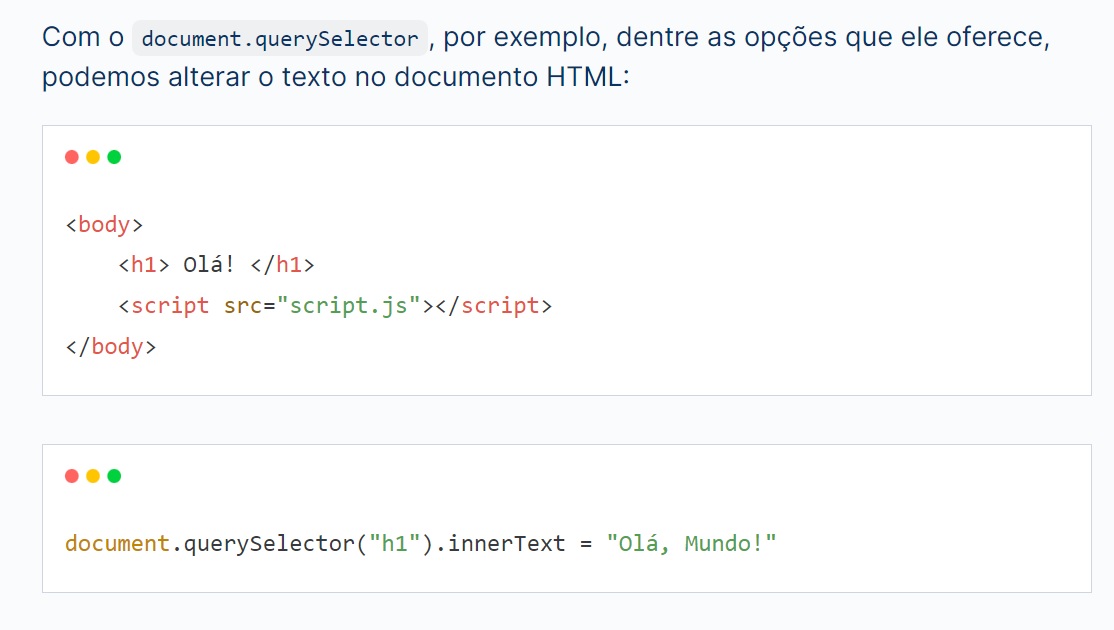 Com o document.querySelector, por exemplo, dentre as opções que ele oferece,
podemos alterar o texto no documento HTML:
<body>
    <h1> Olá! </h1>
    <script src="script.js"></script>
</body>
document.querySelector("h1").innerText = "Olá, Mundo!"